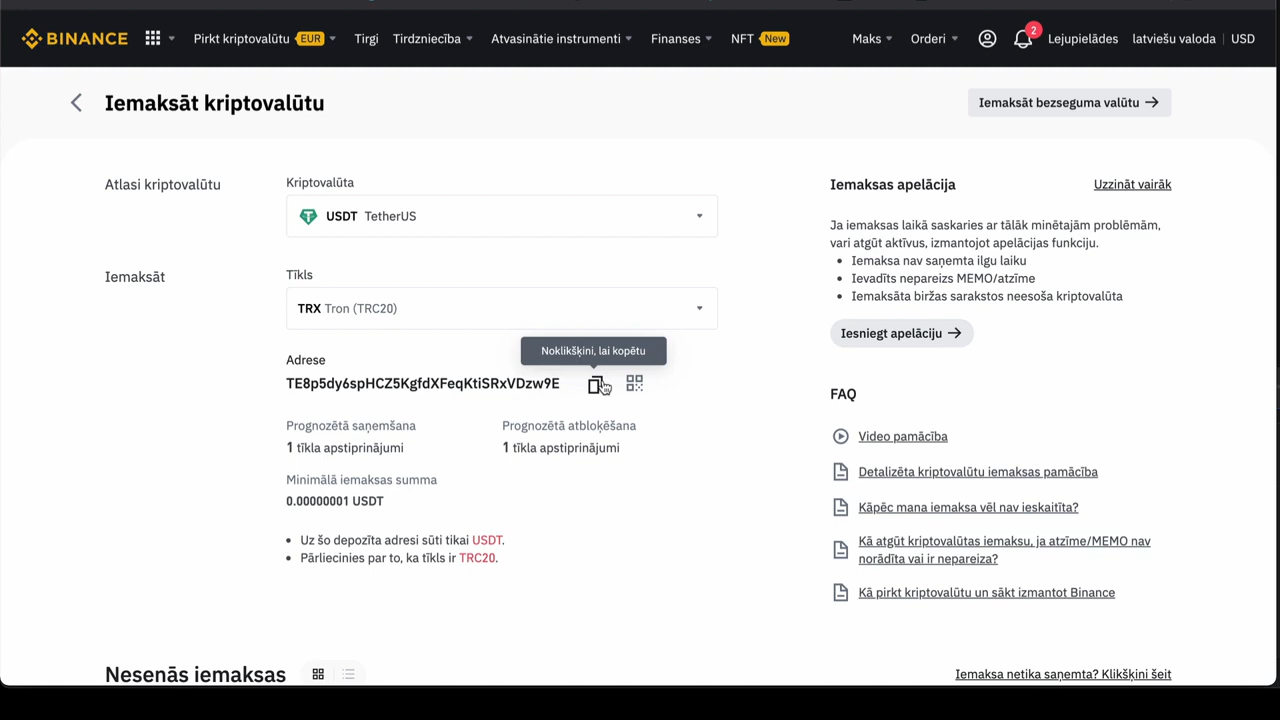 BINANCE Pirkt kriptovalūtu EUR Tirgi Tirdzniecība Atvasinātie instrumenti Finanses NFT New Maks Orderi 2 Lejupielādes latviešu valoda USD
Iemaksāt kriptovalūtu
Iemaksāt bezseguma valūtu →
Atlasi kriptovalūtu
Kriptovalūta
USDT TetherUS
Iemaksāt
Tīkls
TRX Tron (TRC20)
Noklikšķini, lai kopētu
Adrese
TE8p5dy6spHCZ5KgfdXFeqKtiSRxVDzw9E
Prognozētā saņemšana
1 tīkla apstiprinājumi
Prognozētā atbloķēšana
1 tīkla apstiprinājumi
Minimālā iemaksas summa
0.00000001 USDT
• Uz šo depozīta adresi sūti tikai USDT.
• Pārliecinies par to, ka tīkls ir TRC20.
Iemaksas apelācija
Uzzināt vairāk
Ja iemaksas laikā saskaries ar tālāk minētajām problēmām,
vari atgūt aktīvus, izmantojot apelācijas funkciju.
• Iemaksa nav saņemta ilgu laiku
• Ievadīts nepareizs MEMO/atzīme
• Iemaksāta biržas sarakstos neesoša kriptovalūta
Iesniegt apelāciju →
FAQ
Video pamācība
Detalizēta kriptovalūtu iemaksas pamācība
Kāpēc mana iemaksa vēl nav ieskaitīta?
Kā atgūt kriptovalūtas iemaksu, ja atzīme/MEMO nav
norādīta vai ir nepareiza?
Kā pirkt kriptovalūtu un sākt izmantot Binance
Nesenās iemaksas
Iemaksa netika saņemta? Klikšķini šeit